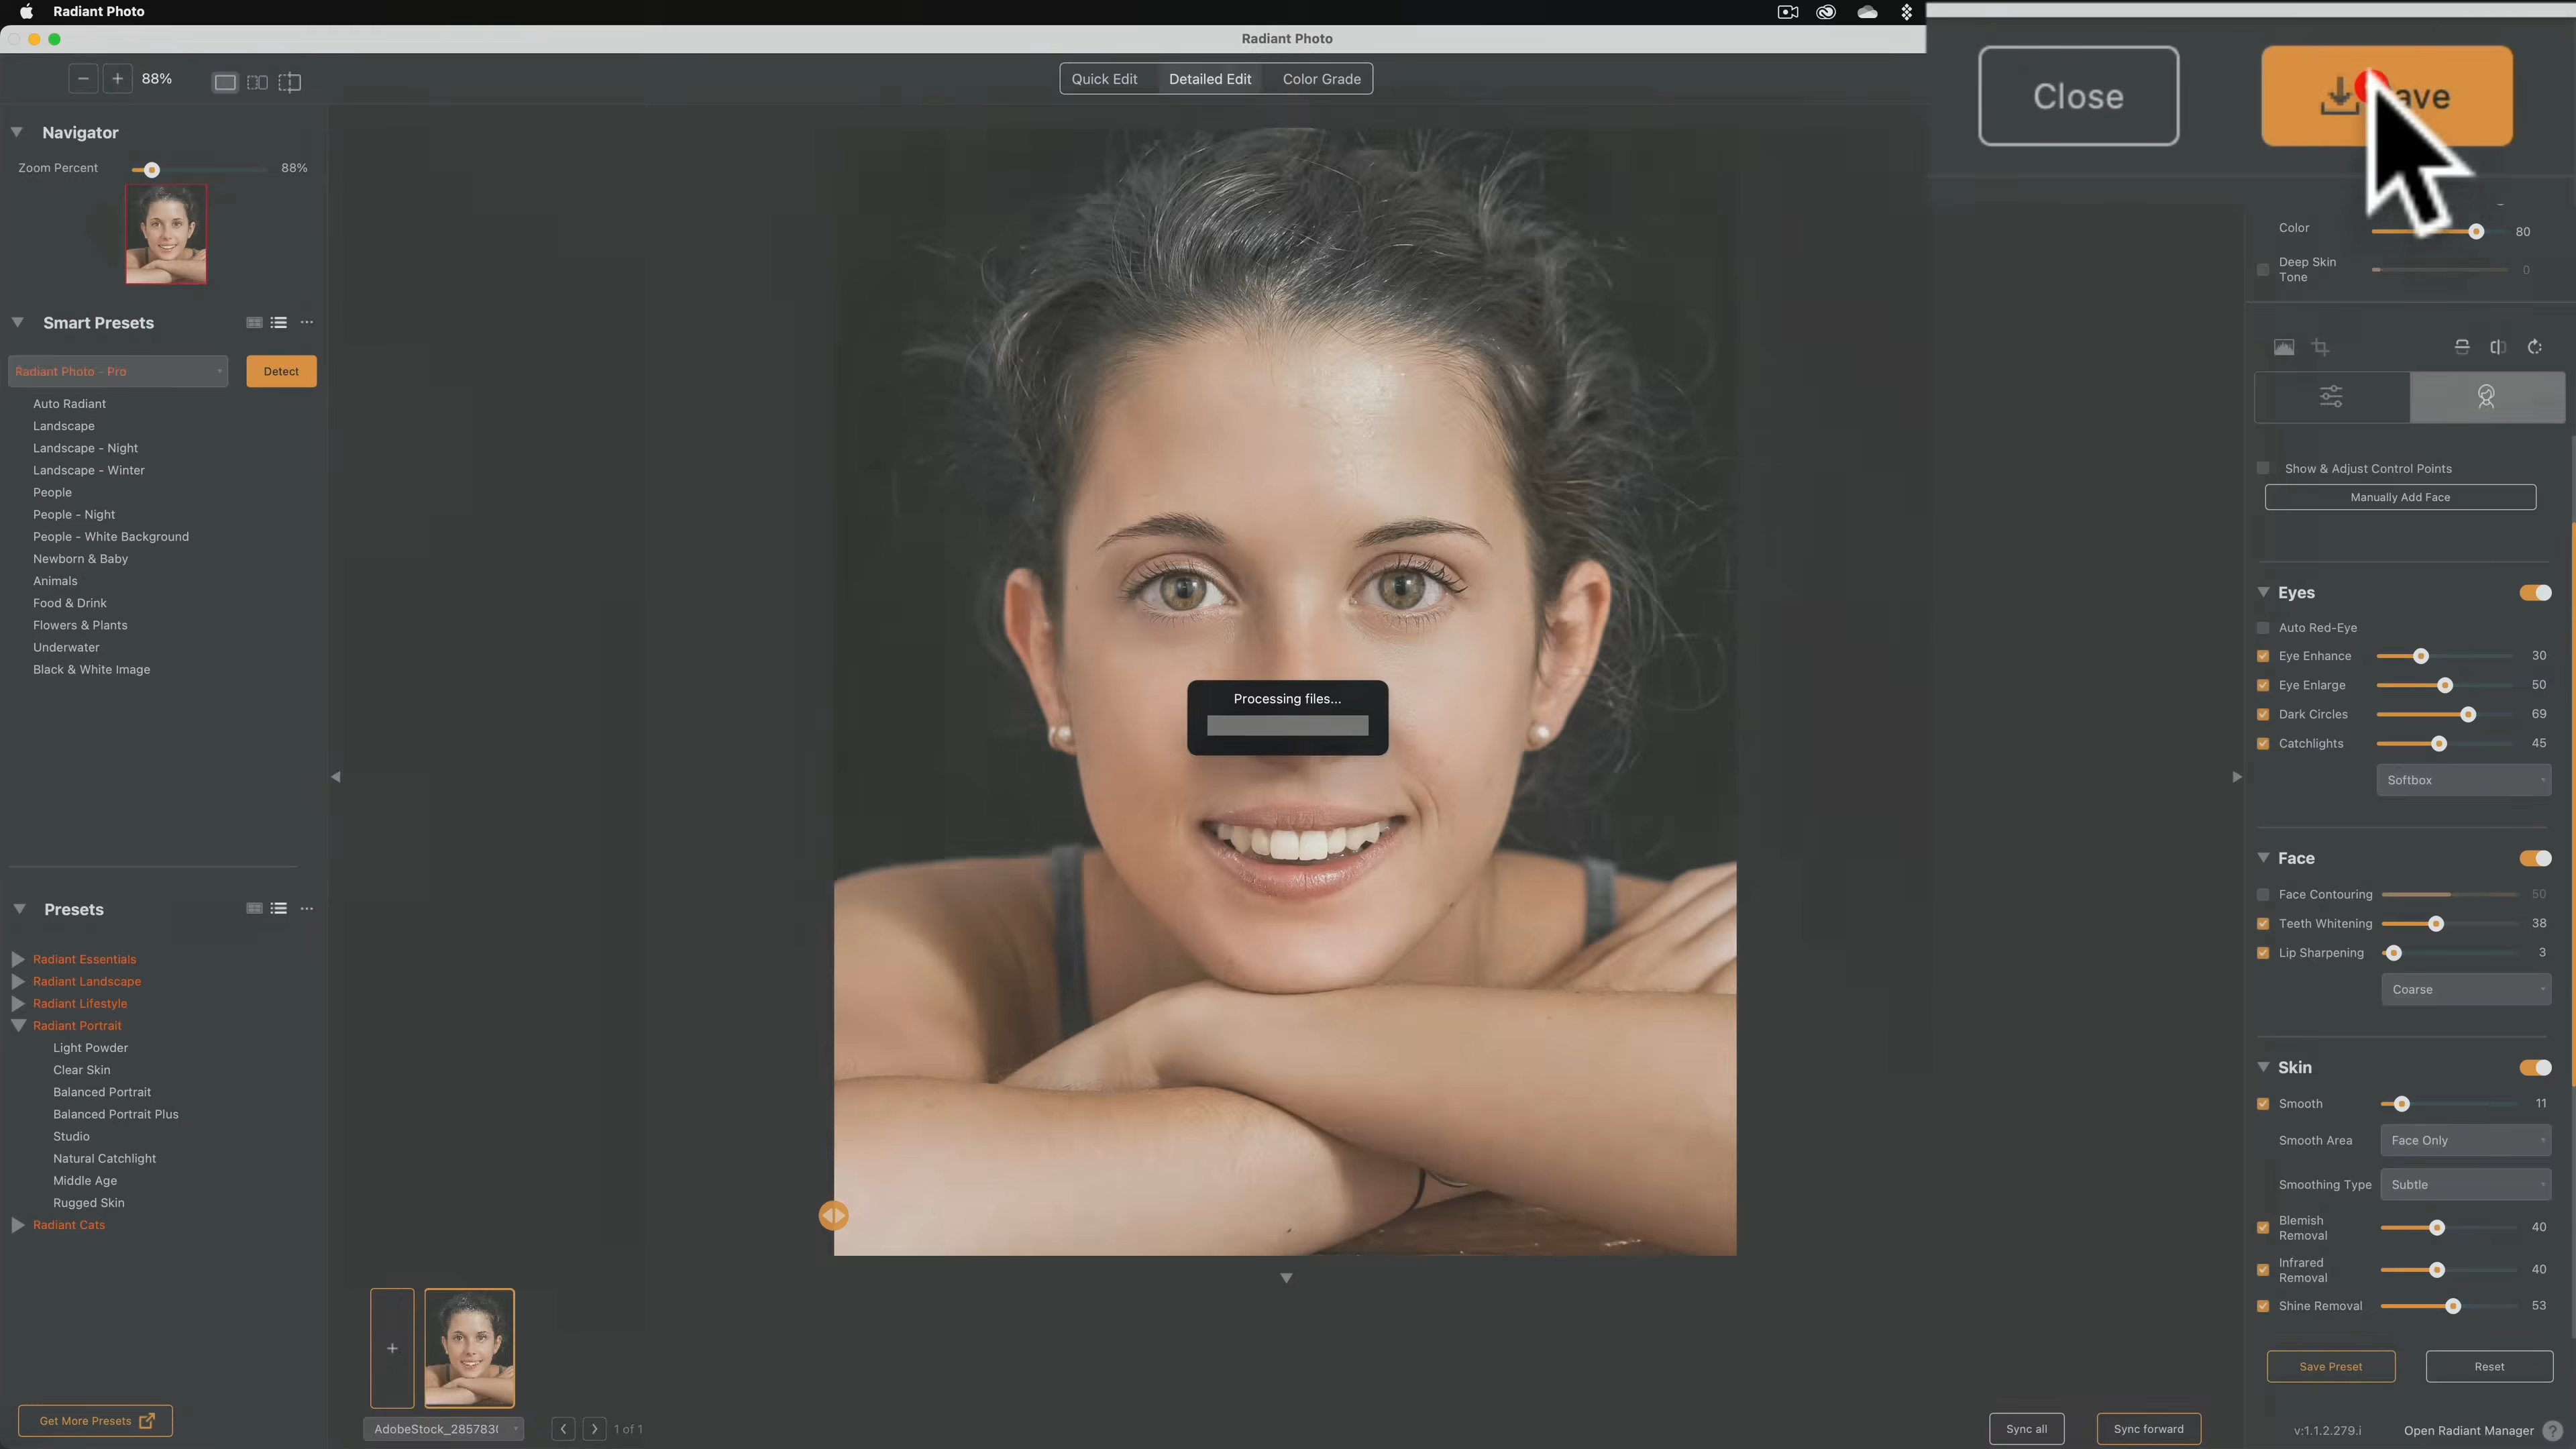 Radiant Photo
Radiant Photo
88%
Quick Edit Detailed Edit Color Grade
Close
Navigator
Zoom Percent 88%
Smart Presets
Radiant Photo - Pro
Detect
Auto Radiant
Landscape
Landscape - Night
Landscape - Winter
People
People - Night
People - White Background
Newborn & Baby
Animals
Food & Drink
Flowers & Plants
Underwater
Black & White Image
Presets
Radiant Essentials
Radiant Landscape
Radiant Lifestyle
Radiant Portrait
Light Powder
Clear Skin
Balanced Portrait
Balanced Portrait Plus
Studio
Natural Catchlight
Middle Age
Rugged Skin
Radiant Cats
Get More Presets
Processing files...
AdobeStock_285783(
1 of 1
Sync all
Sync forward
Color 80
Deep Skin
Tone 0
Show & Adjust Control Points
Manually Add Face
Eyes
Auto Red-Eye
Eye Enhance 30
Eye Enlarge 50
Dark Circles 69
Catchlights 45
Softbox
Face
Face Contouring 50
Teeth Whitening 38
Lip Sharpening 3
Coarse
Skin
Smooth 11
Smooth Area Face Only
Smoothing Type Subtle
Blemish
Removal 40
Infrared
Removal 40
Shine Removal 53
Save Preset
Reset
v:1.1.2.279.i
Open Radiant Manager ?